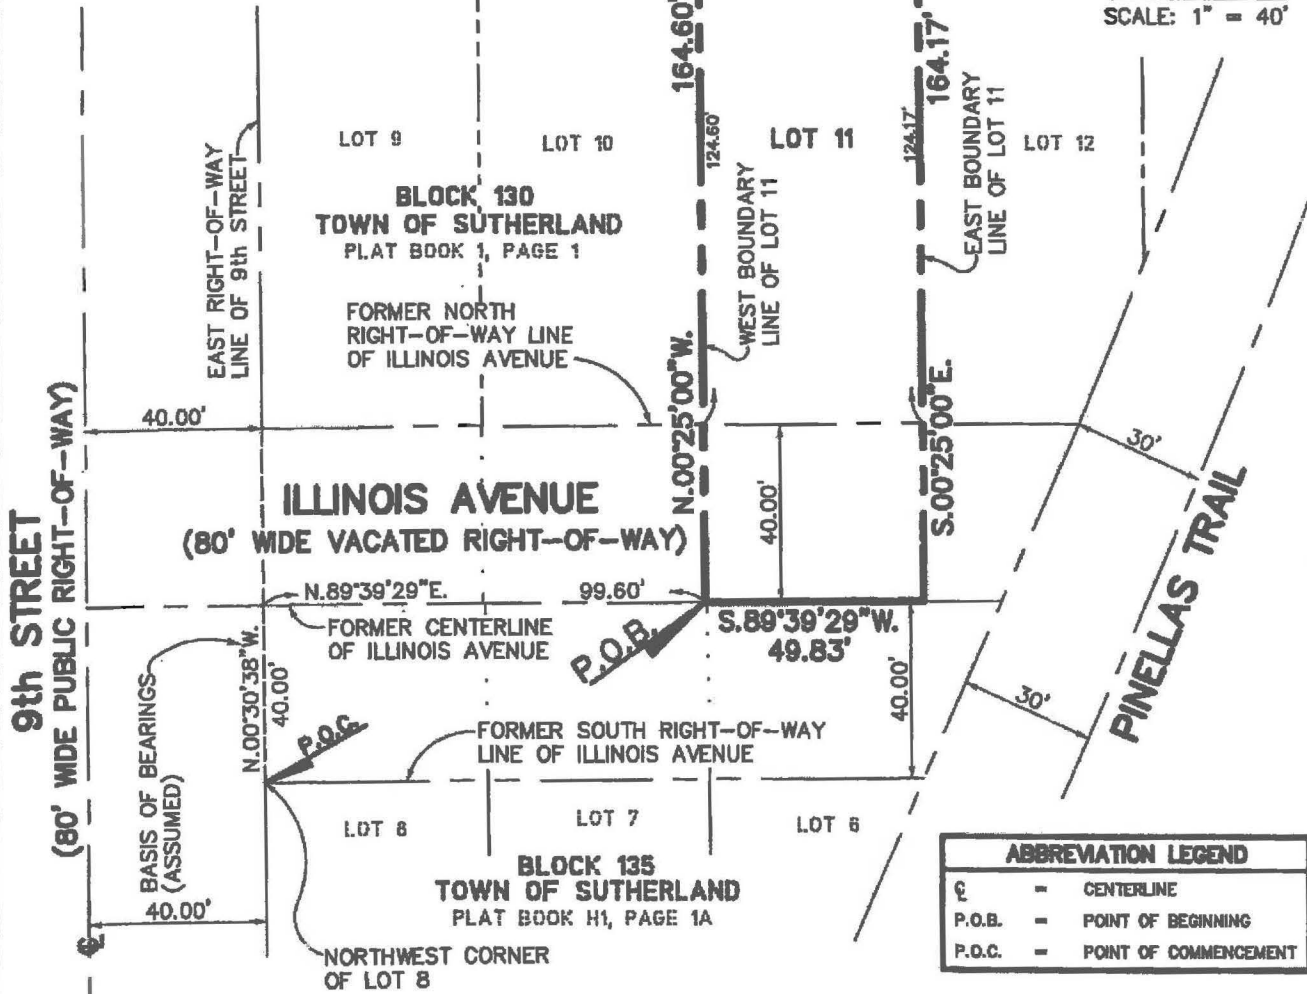 SCALE: 1" = 40'
164.60'
164.17'
124.60'
124.17'
LOT 9
LOT 10
LOT 11
LOT 12
EAST RIGHT-OF-WAY
LINE OF 9th STREET
BLOCK 130
TOWN OF SUTHERLAND
PLAT BOOK 1, PAGE 1
WEST BOUNDARY
LINE OF LOT 11
EAST BOUNDARY
LINE OF LOT 11
FORMER NORTH
RIGHT-OF-WAY LINE
OF ILLINOIS AVENUE
N.00°25'00"W.
S.00°25'00"E.
40.00'
30'
ILLINOIS AVENUE
(80' WIDE VACATED RIGHT-OF-WAY)
40.00'
9th STREET
(80' WIDE PUBLIC RIGHT-OF-WAY)
N.89°39'29"E.
99.60'
FORMER CENTERLINE
OF ILLINOIS AVENUE
P.O.B.
S.89°39'29"W.
49.83'
PINELLAS TRAIL
BASIS OF BEARINGS
(ASSUMED)
N.00°30'38"W.
40.00'
P.O.C.
40.00'
30'
FORMER SOUTH RIGHT-OF-WAY
LINE OF ILLINOIS AVENUE
LOT 8
LOT 7
LOT 6
BLOCK 135
TOWN OF SUTHERLAND
PLAT BOOK H1, PAGE 1A
40.00'
℄
NORTHWEST CORNER
OF LOT 8
ABBREVIATION LEGEND
℄ = CENTERLINE
P.O.B. = POINT OF BEGINNING
P.O.C. = POINT OF COMMENCEMENT